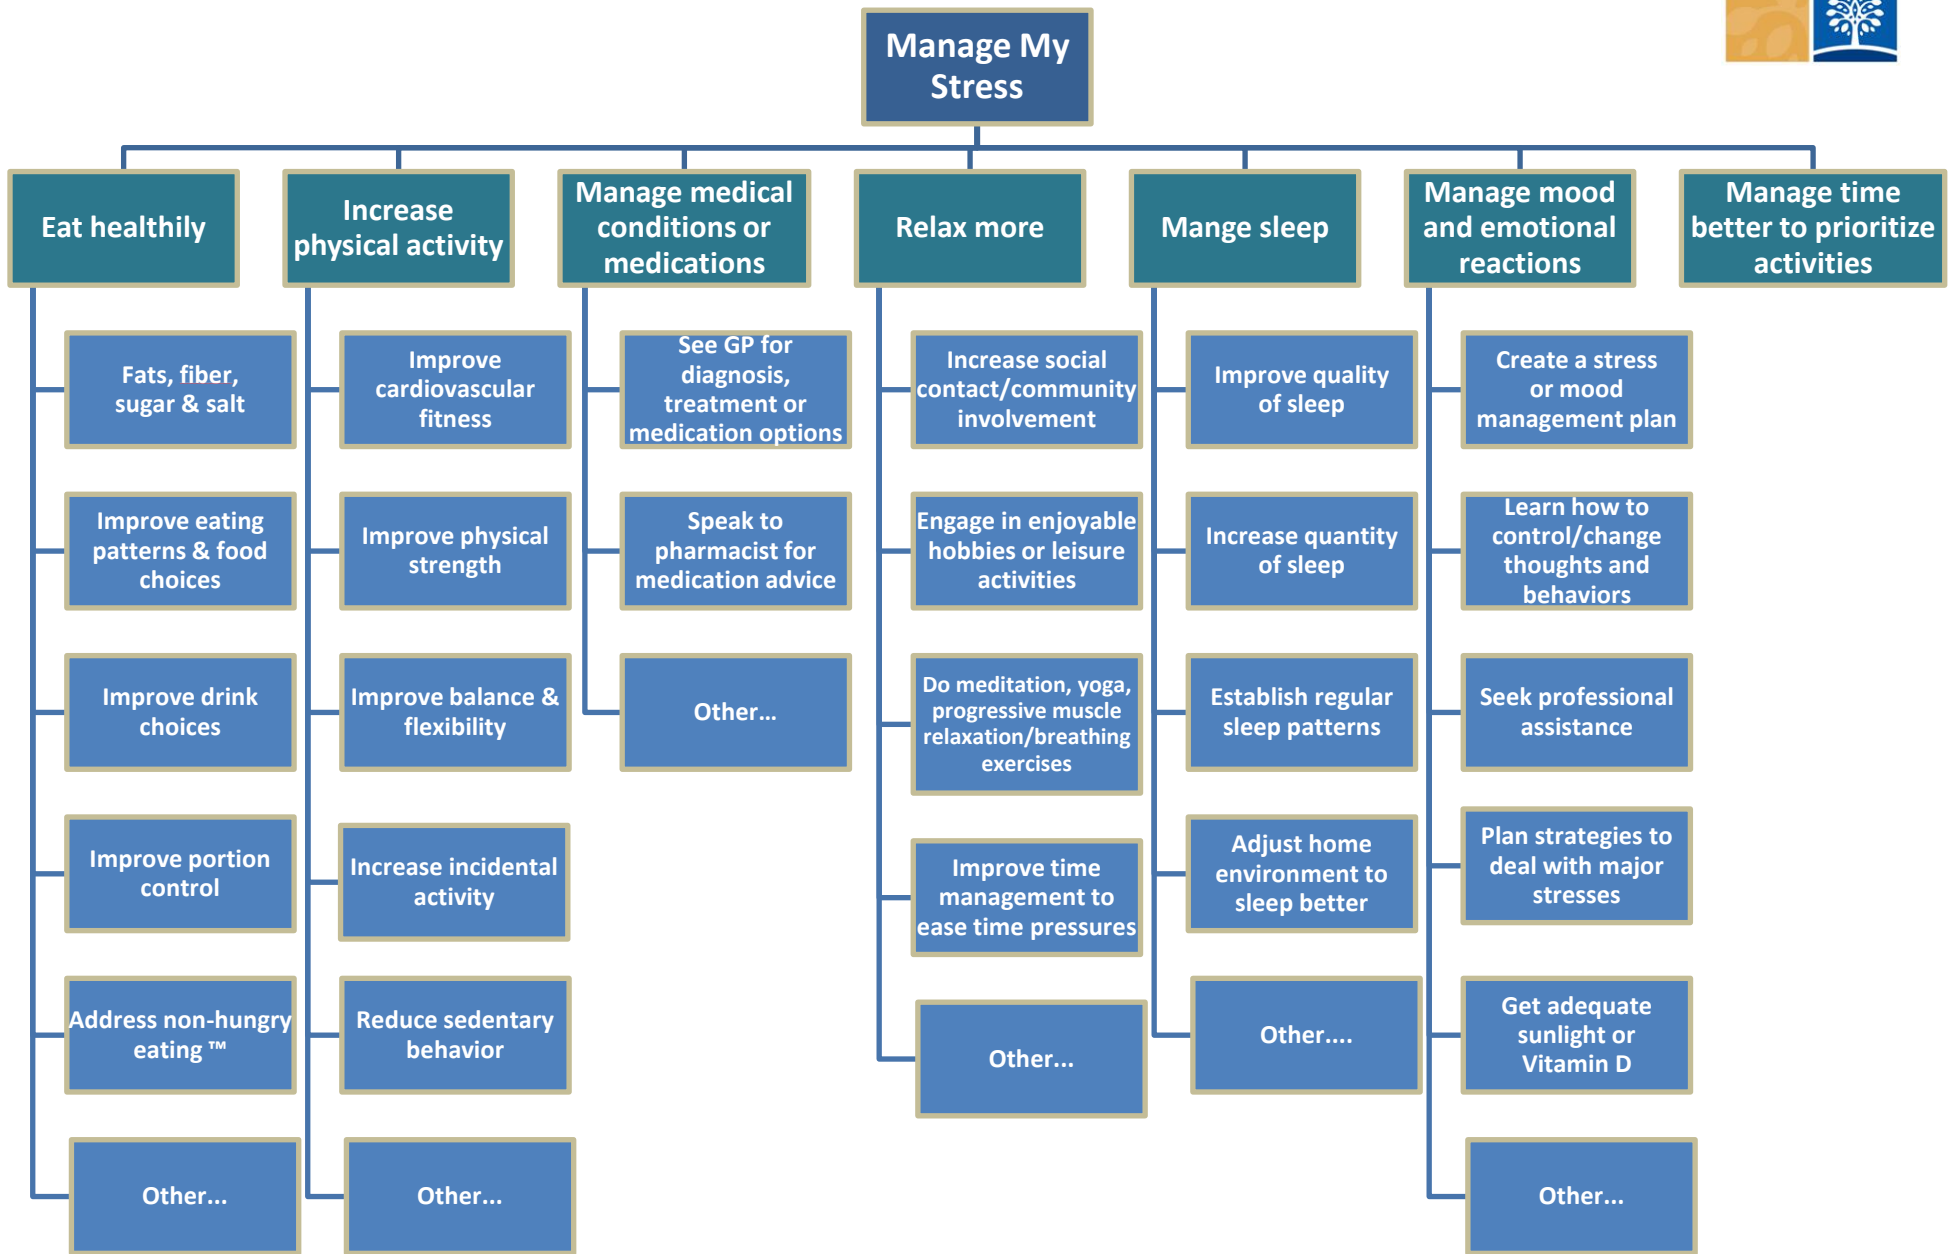 Manage My
Stress
Eat healthily
Increase
physical activity
Manage medical
conditions or
medications
Relax more
Mange sleep
Manage mood
and emotional
reactions
Manage time
better to prioritize
activities
Fats, fiber,
sugar & salt
Improve eating
patterns & food
choices
Improve drink
choices
Improve portion
control
Address non-hungry
eating ™
Other...
Improve
cardiovascular
fitness
Improve physical
strength
Improve balance &
flexibility
Increase incidental
activity
Reduce sedentary
behavior
Other...
See GP for
diagnosis,
treatment or
medication options
Speak to
pharmacist for
medication advice
Other…
Increase social
contact/community
involvement
Engage in enjoyable
hobbies or leisure
activities
Do meditation, yoga,
progressive muscle
relaxation/breathing
exercises
Improve time
management to
ease time pressures
Other...
Improve quality
of sleep
Increase quantity
of sleep
Establish regular
sleep patterns
Adjust home
environment to
sleep better
Other....
Create a stress
or mood
management plan
Learn how to
control/change
thoughts and
behaviors
Seek professional
assistance
Plan strategies to
deal with major
stresses
Get adequate
sunlight or
Vitamin D
Other...